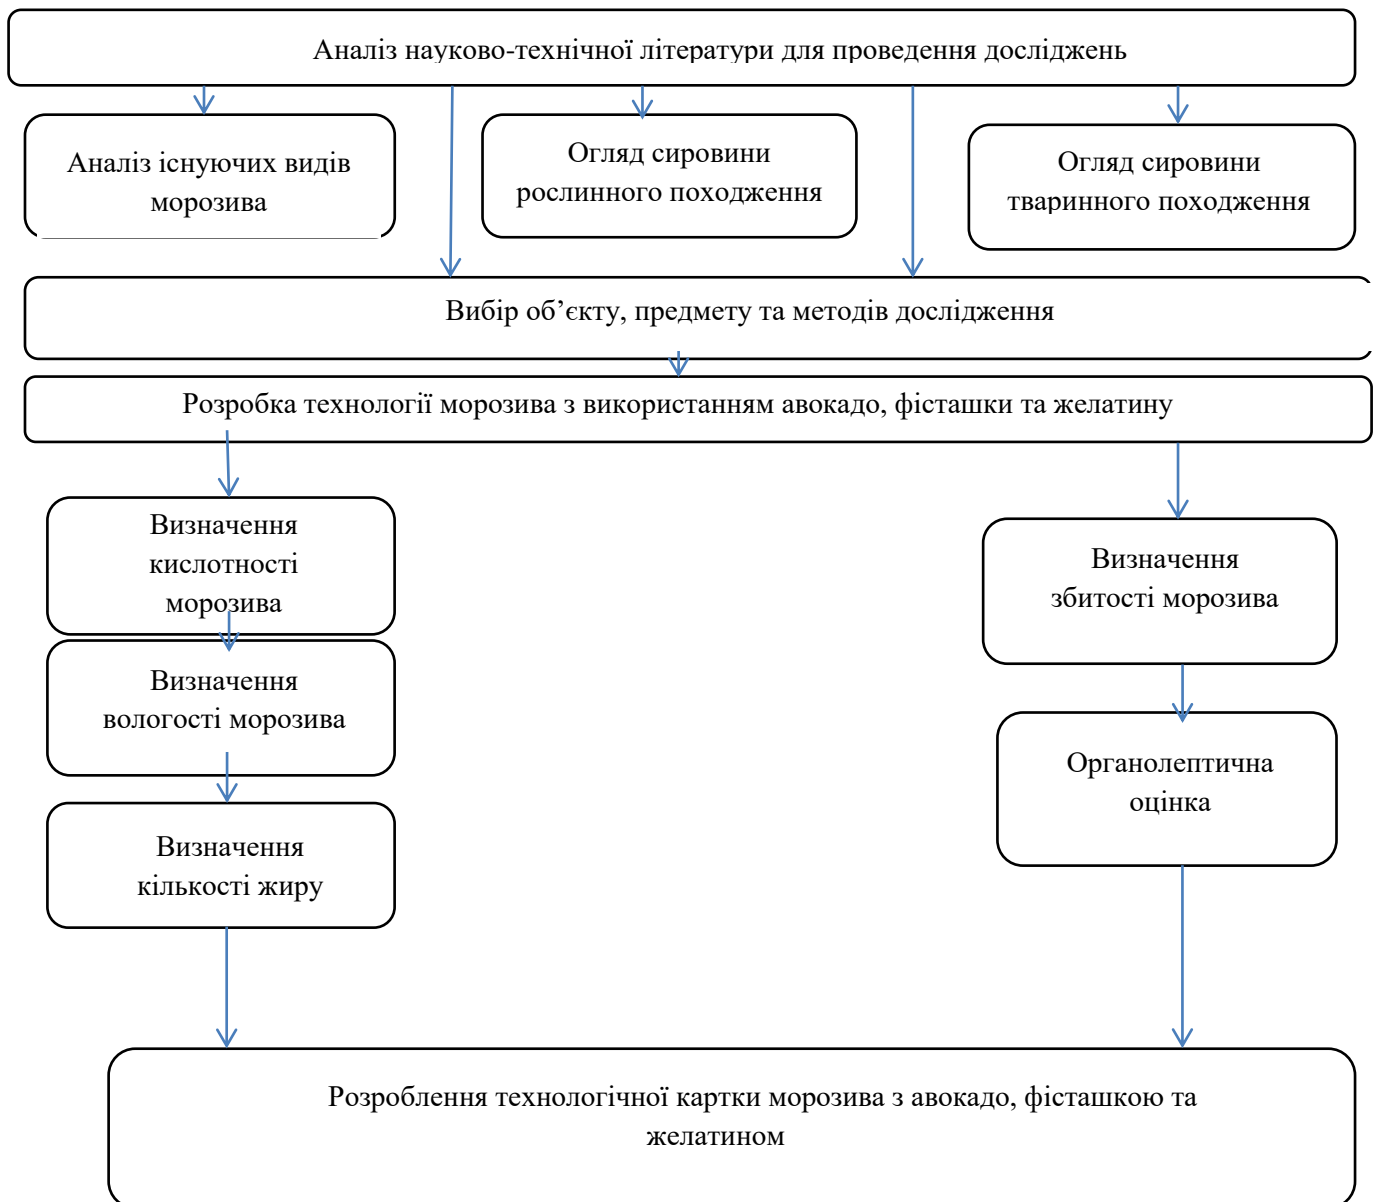 Аналіз науково-технічної літератури для проведення досліджень
Аналіз існуючих видів
морозива
Огляд сировини
рослинного походження
Огляд сировини
тваринного походження
Вибір об’єкту, предмету та методів дослідження
Розробка технології морозива з використанням авокадо, фісташки та желатину
Визначення
кислотності
морозива
Визначення
вологості морозива
Визначення
кількості жиру
Визначення
збитості морозива
Органолептична
оцінка
Розроблення технологічної картки морозива з авокадо, фісташкою та
желатином